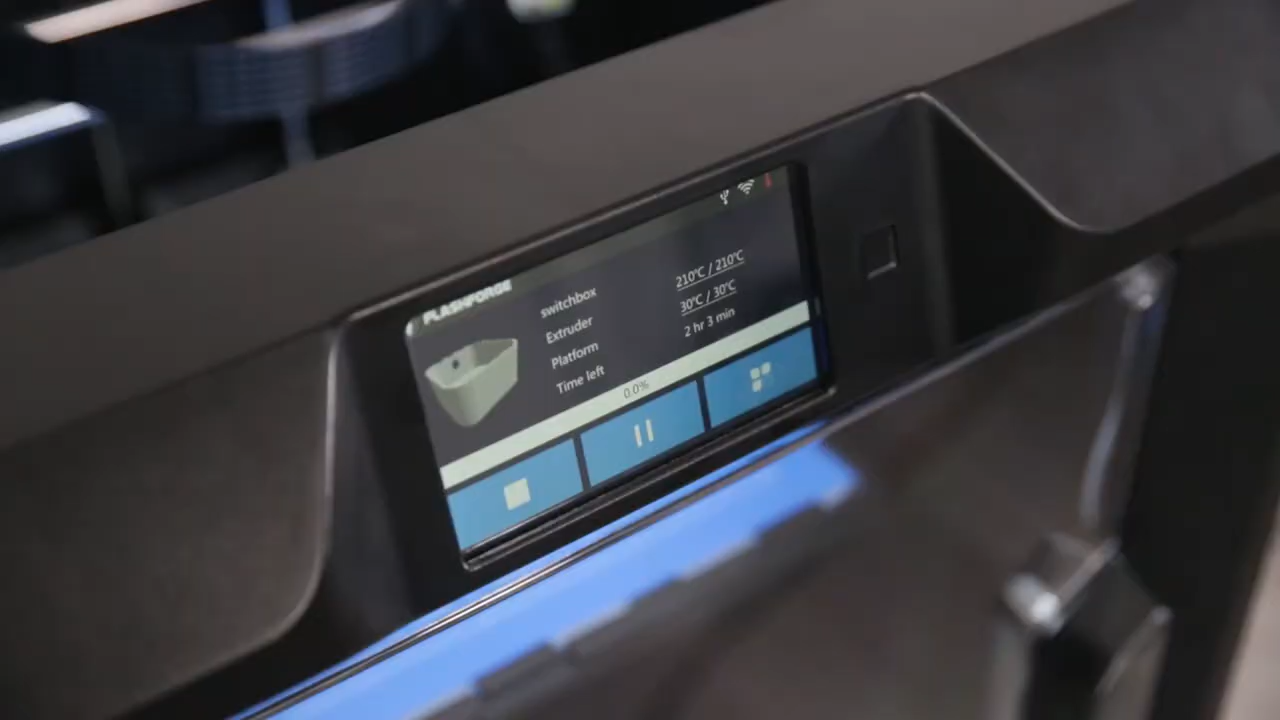 FLASHFORGE
switchbox
Extruder 210℃ / 210℃
Platform 30℃ / 30℃
Time left 2 hr 3 min
0.0%